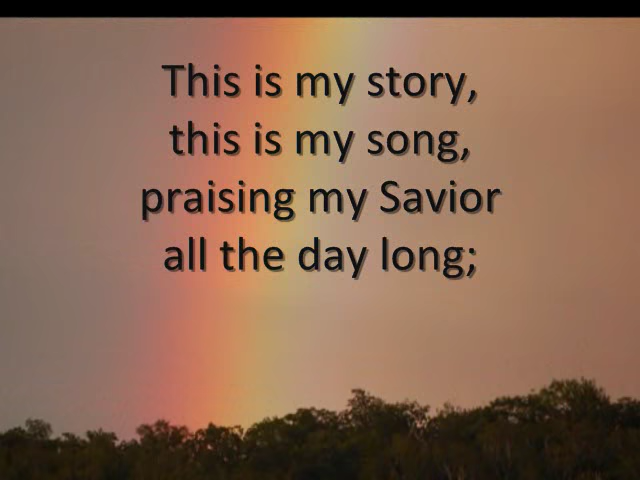 This is my story,
this is my song,
praising my Savior
all the day long;